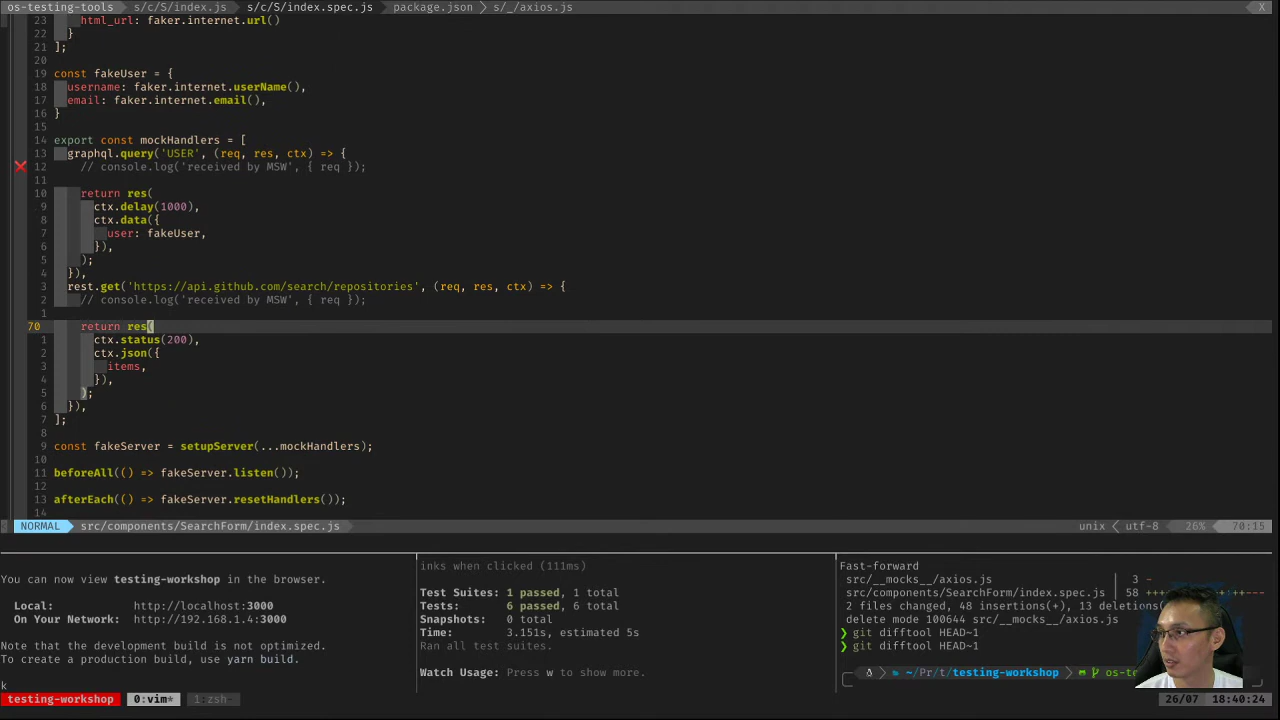 os-testing-tools s/c/S/index.js s/c/S/index.spec.js package.json s/_/axios.js X
23 html_url: faker.internet.url()
22 }
21 ];
20
19 const fakeUser = {
18 username: faker.internet.userName(),
17 email: faker.internet.email(),
16 }
15
14 export const mockHandlers = [
13 graphql.query('USER', (req, res, ctx) => {
12 // console.log('received by MSW', { req });
11
10 return res(
9 ctx.delay(1000),
8 ctx.data({
7 user: fakeUser,
6 }),
5 );
4 }),
3 rest.get('https://api.github.com/search/repositories', (req, res, ctx) => {
2 // console.log('received by MSW', { req });
1
70 return res(
1 ctx.status(200),
2 ctx.json({
3 items,
4 }),
5 );
6 }),
7 ];
8
9 const fakeServer = setupServer(...mockHandlers);
10
11 beforeAll(() => fakeServer.listen());
12
13 afterEach(() => fakeServer.resetHandlers());
14
NORMAL src/components/SearchForm/index.spec.js unix utf-8 26% 70:15
You can now view testing-workshop in the browser.
Local: http://localhost:3000
On Your Network: http://192.168.1.4:3000
Note that the development build is not optimized.
To create a production build, use yarn build.
k
inks when clicked (111ms)
Test Suites: 1 passed, 1 total
Tests: 6 passed, 6 total
Snapshots: 0 total
Time: 3.151s, estimated 5s
Ran all test suites.
Watch Usage: Press w to show more.
Fast-forward
src/__mocks__/axios.js | 3 -
src/components/SearchForm/index.spec.js | 58 +++
2 files changed, 48 insertions(+), 13 deletions
delete mode 100644 src/__mocks__/axios.js
❯ git difftool HEAD~1
❯ git difftool HEAD~1
~/Pr/t/testing-workshop os-te
testing-workshop 0:vim* 1:zsh- 26/07 18:40:24